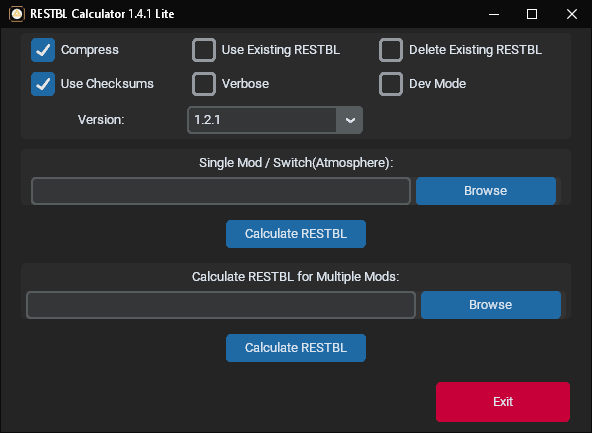 RESTBL Calculator 1.4.1 Lite
Compress Use Existing RESTBL Delete Existing RESTBL
Use Checksums Verbose Dev Mode
Version: 1.2.1
Single Mod / Switch(Atmosphere):
Browse
Calculate RESTBL
Calculate RESTBL for Multiple Mods:
Browse
Calculate RESTBL
Exit